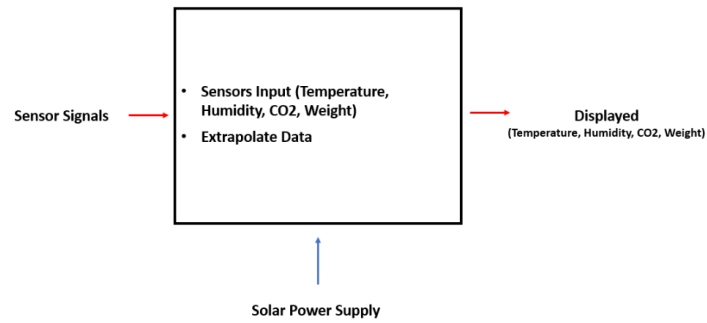 Sensor Signals
• Sensors Input (Temperature,
Humidity, CO2, Weight)
• Extrapolate Data
Displayed
(Temperature, Humidity, CO2, Weight)
Solar Power Supply